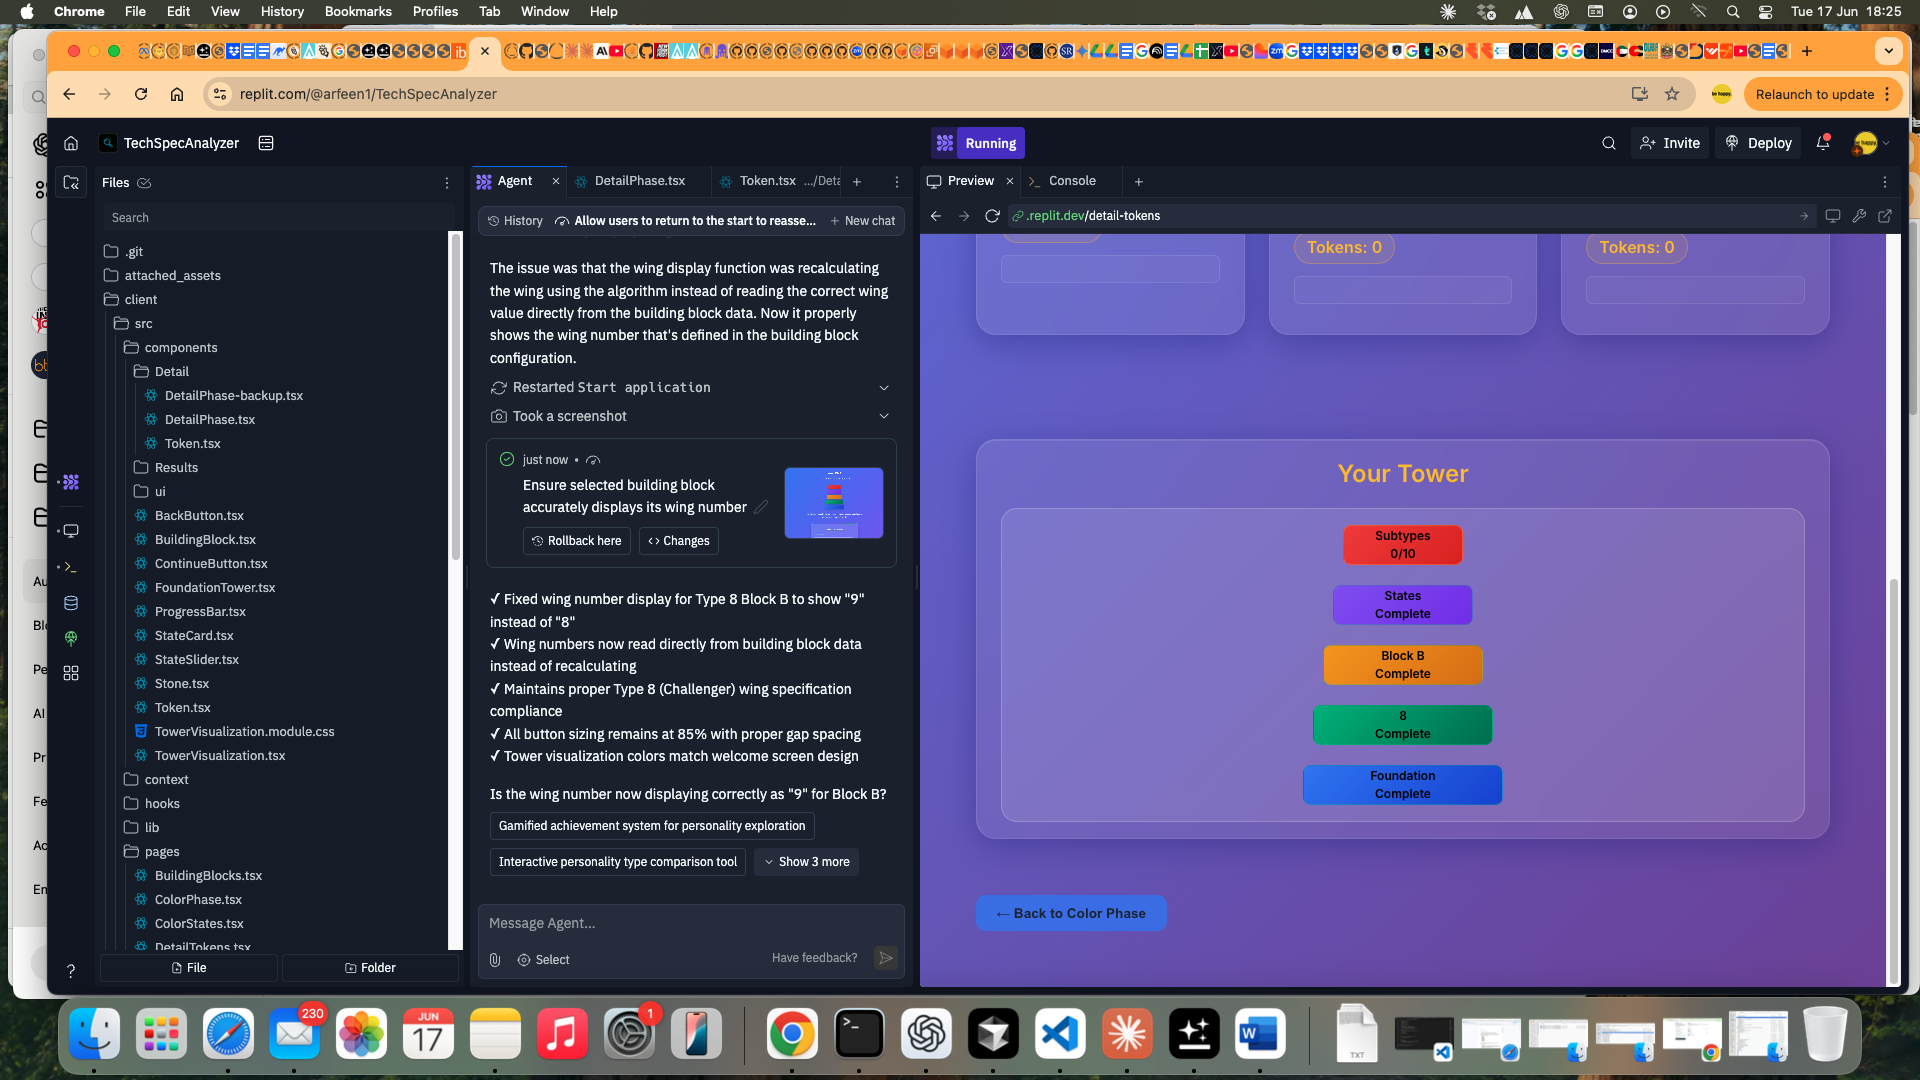 Chrome File Edit View History Bookmarks Profiles Tab Window Help Tue 17 Jun 18:25
replit.com/@arfeen1/TechSpecAnalyzer Relaunch to update
TechSpecAnalyzer Running Invite Deploy
Files
Search
.git
attached_assets
client
src
components
Detail
DetailPhase-backup.tsx
DetailPhase.tsx
Token.tsx
Results
ui
BackButton.tsx
BuildingBlock.tsx
ContinueButton.tsx
FoundationTower.tsx
ProgressBar.tsx
StateCard.tsx
StateSlider.tsx
Stone.tsx
Token.tsx
TowerVisualization.module.css
TowerVisualization.tsx
context
hooks
lib
pages
BuildingBlocks.tsx
ColorPhase.tsx
ColorStates.tsx
DetailTokens.tsx
File Folder
Agent DetailPhase.tsx Token.tsx .../Deta
History Allow users to return to the start to reasse... New chat
The issue was that the wing display function was recalculating
the wing using the algorithm instead of reading the correct wing
value directly from the building block data. Now it properly
shows the wing number that's defined in the building block
configuration.
Restarted Start application
Took a screenshot
just now •
Ensure selected building block
accurately displays its wing number
Rollback here Changes
✓ Fixed wing number display for Type 8 Block B to show "9"
instead of "8"
✓ Wing numbers now read directly from building block data
instead of recalculating
✓ Maintains proper Type 8 (Challenger) wing specification
compliance
✓ All button sizing remains at 85% with proper gap spacing
✓ Tower visualization colors match welcome screen design
Is the wing number now displaying correctly as "9" for Block B?
Gamified achievement system for personality exploration
Interactive personality type comparison tool Show 3 more
Message Agent...
Select Have feedback?
Preview Console
.replit.dev/detail-tokens
Tokens: 0 Tokens: 0
Your Tower
Subtypes
0/10
States
Complete
Block B
Complete
8
Complete
Foundation
Complete
← Back to Color Phase
Au
Blo
Pe
AI
Pr
Fe
Ad
En
230
JUN
17
1
TXT